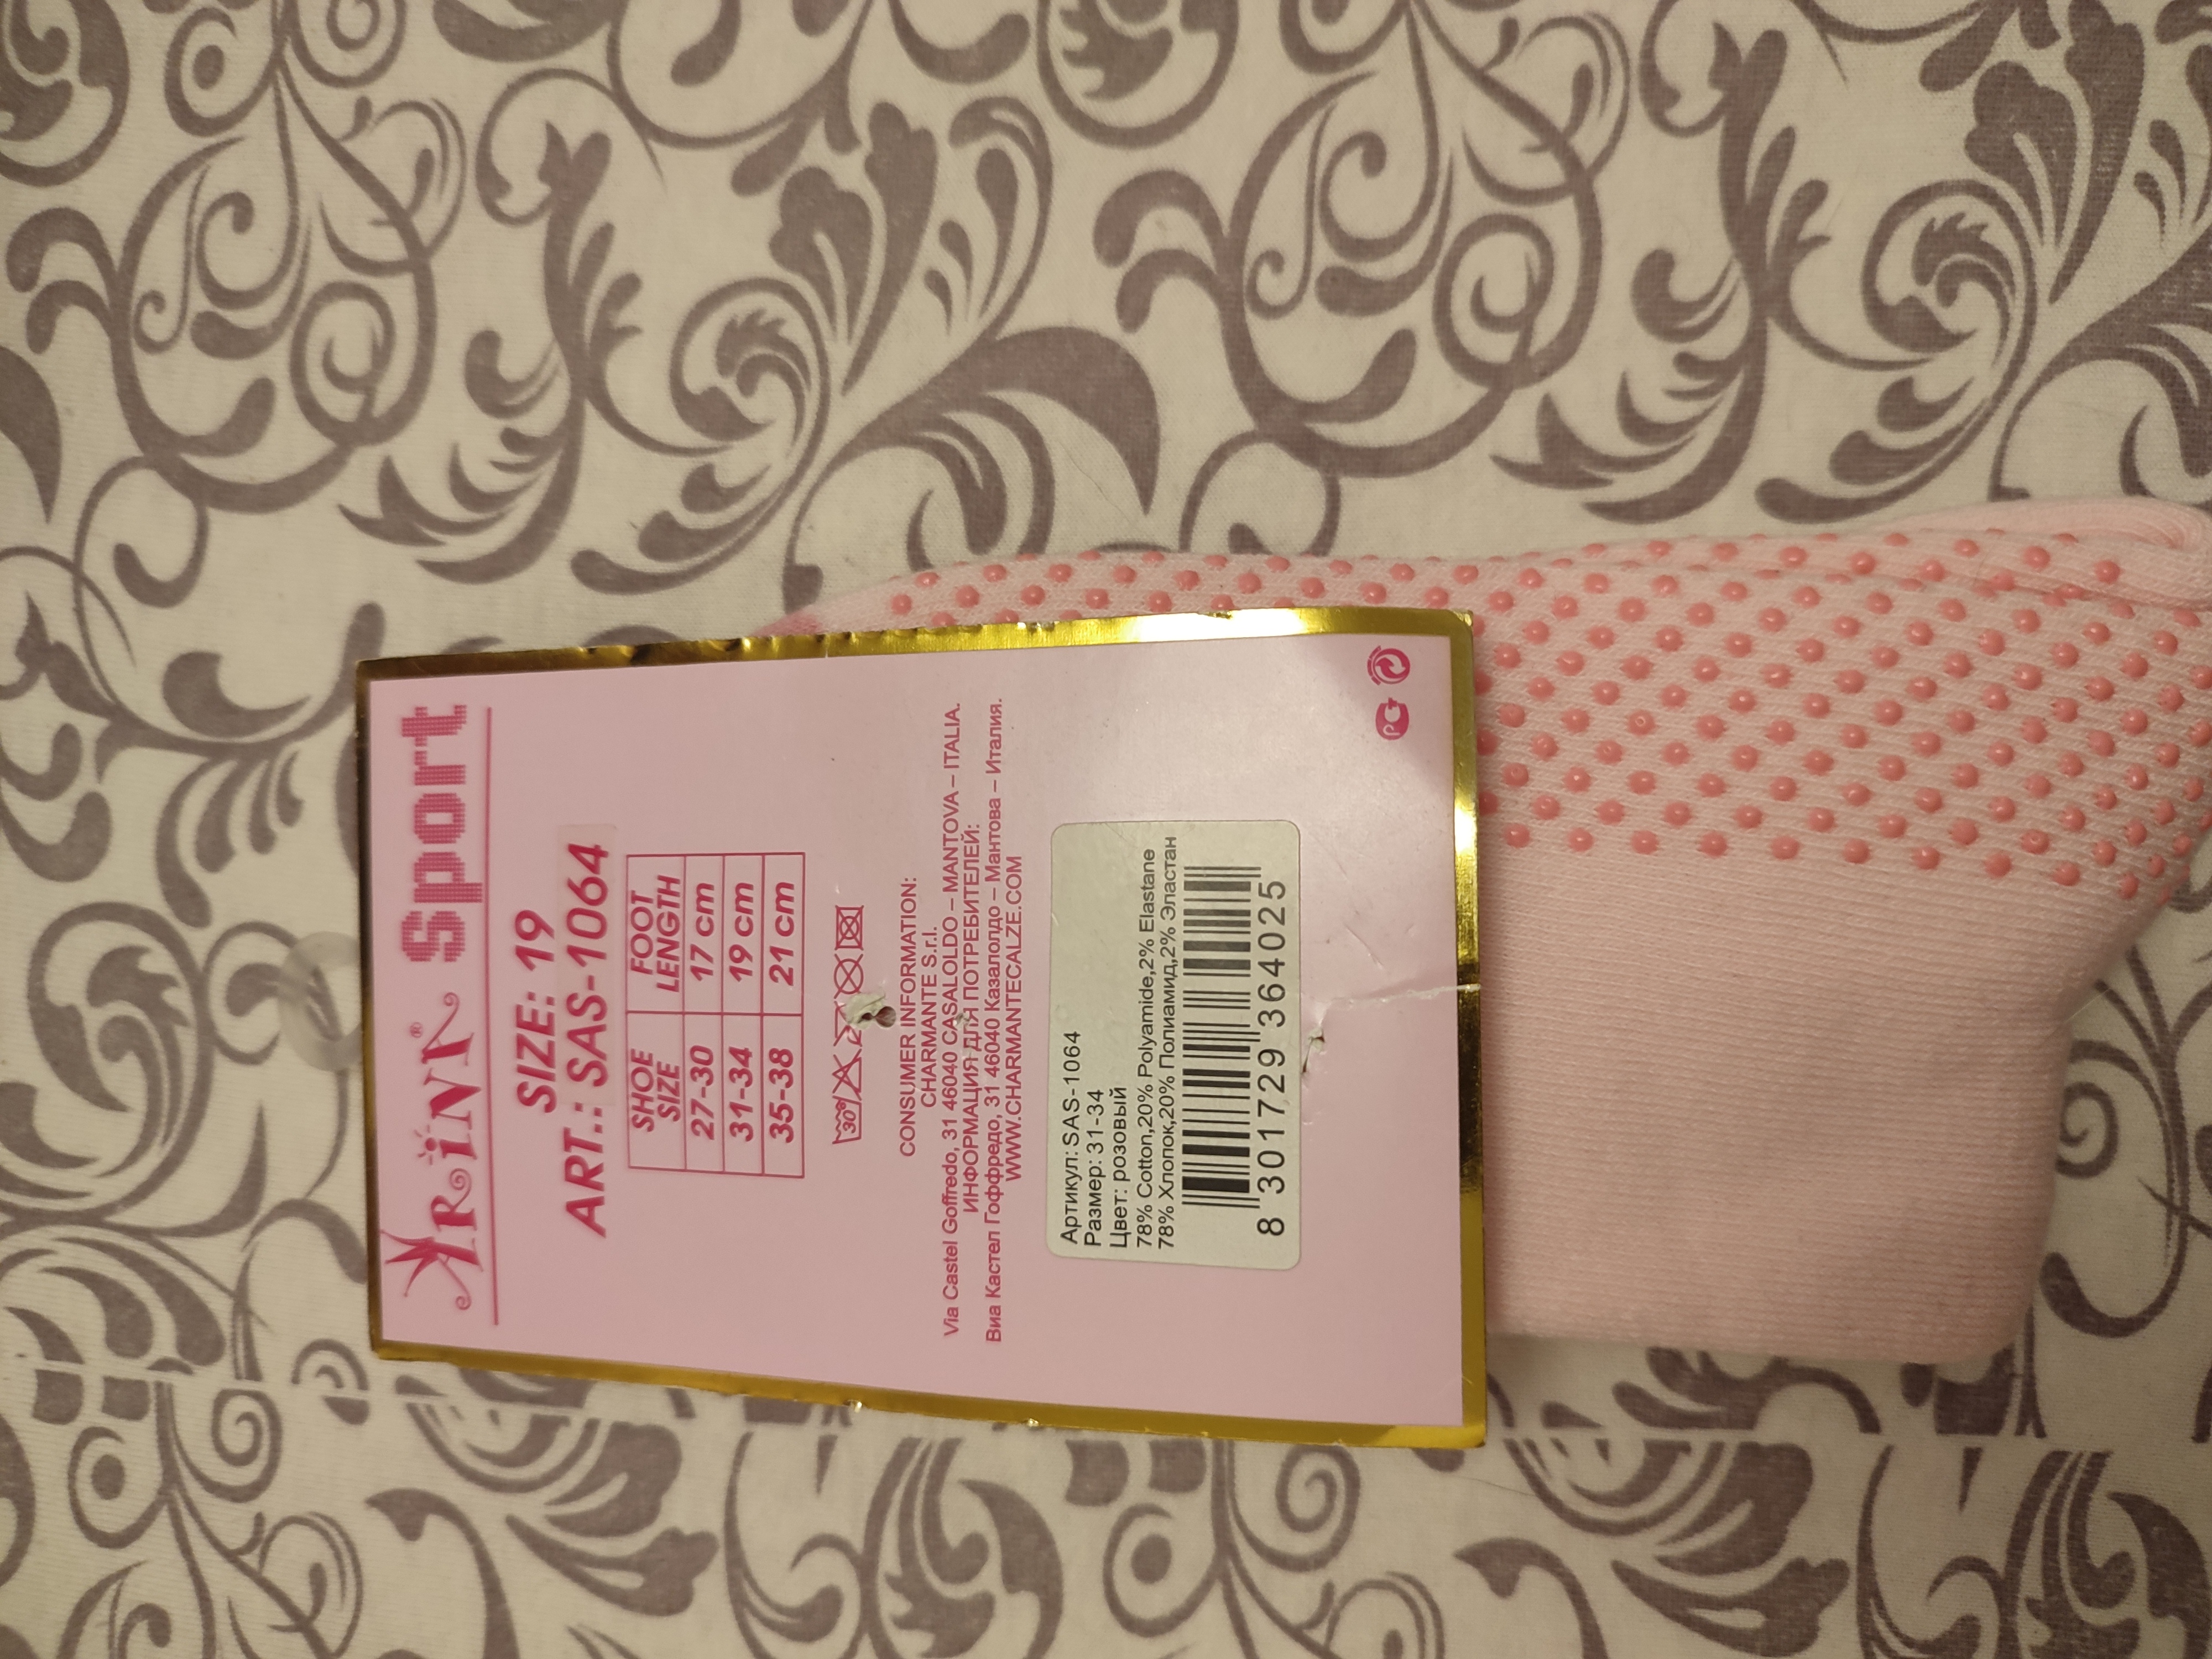 ARINA® Sport
SIZE: 19
ART.: SAS-1064
SHOE SIZE FOOT LENGTH
27-30 17 cm
31-34 19 cm
35-38 21 cm
30°
CONSUMER INFORMATION:
CHARMANTE S.r.l.
Via Castel Goffredo, 31 46040 CASALOLDO – MANTOVA – ITALIA.
ИНФОРМАЦИЯ ДЛЯ ПОТРЕБИТЕЛЕЙ:
Виа Кастел Гоффредо, 31 46040 Казалолдо – Мантова – Италия.
WWW.CHARMANTECALZE.COM
Артикул: SAS-1064
Размер: 31-34
Цвет: розовый
78% Cotton,20% Polyamide,2% Elastane
78% Хлопок,20% Полиамид,2% Эластан
8 301729 364025
РСТ